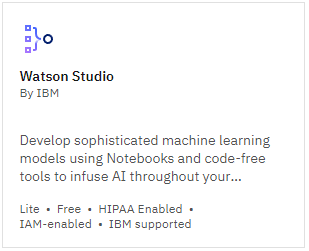 Watson Studio
By IBM
Develop sophisticated machine learning
models using Notebooks and code-free
tools to infuse AI throughout your...
Lite • Free • HIPAA Enabled •
IAM-enabled • IBM supported